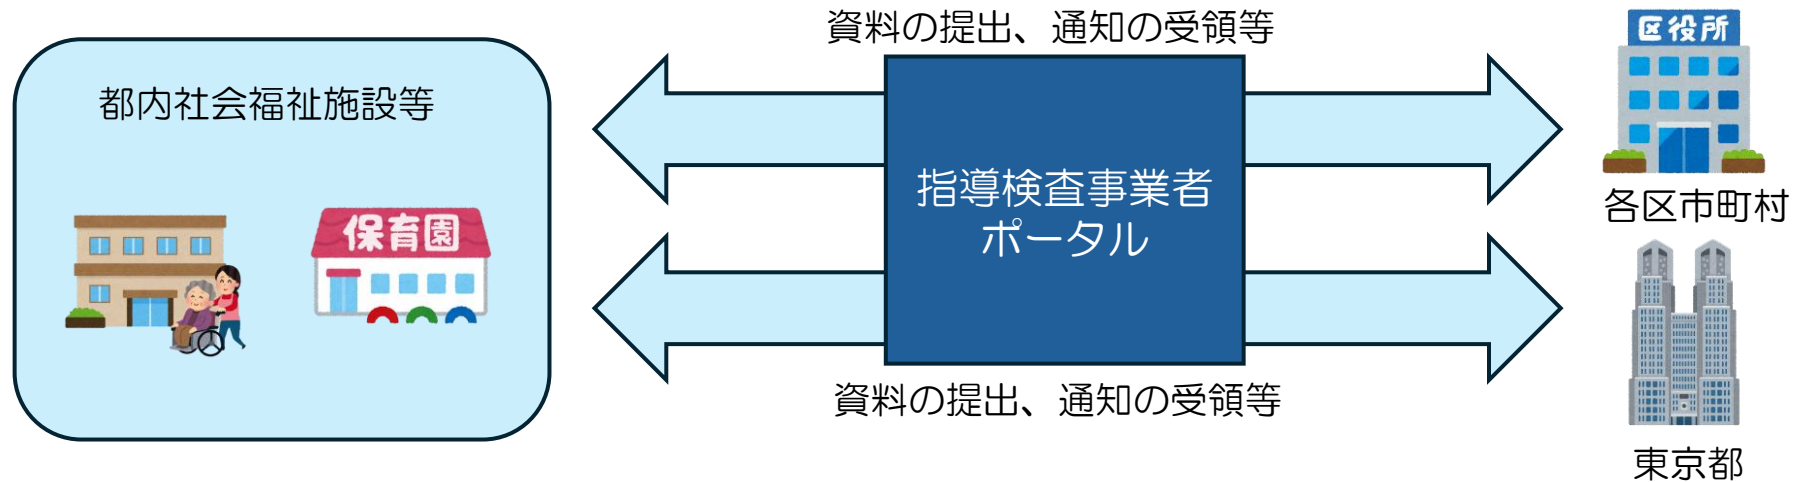 資料の提出、通知の受領等
区役所
都内社会福祉施設等
指導検査事業者
ポータル
各区市町村
保育園
資料の提出、通知の受領等
東京都